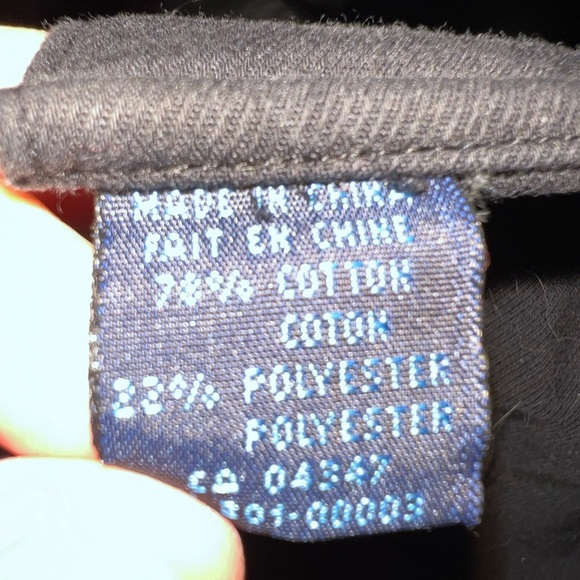 MADE IN CHINA
FAIT EN CHINE
78% COTTON
COTON
22% POLYESTER
POLYESTER
CA 04347